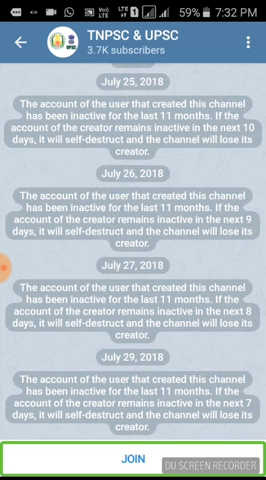 59% 7:32 PM
TNPSC & UPSC
3.7K subscribers
July 25, 2018
The account of the user that created this channel
has been inactive for the last 11 months. If the
account of the creator remains inactive in the next 10
days, it will self-destruct and the channel will lose its
creator.
July 26, 2018
The account of the user that created this channel
has been inactive for the last 11 months. If the
account of the creator remains inactive in the next 9
days, it will self-destruct and the channel will lose its
creator.
July 27, 2018
The account of the user that created this channel
has been inactive for the last 11 months. If the
account of the creator remains inactive in the next 8
days, it will self-destruct and the channel will lose its
creator.
July 29, 2018
The account of the user that created this channel
has been inactive for the last 11 months. If the
account of the creator remains inactive in the next 7
days, it will self-destruct and the channel will lose its
creator.
JOIN
DU SCREEN RECORDER